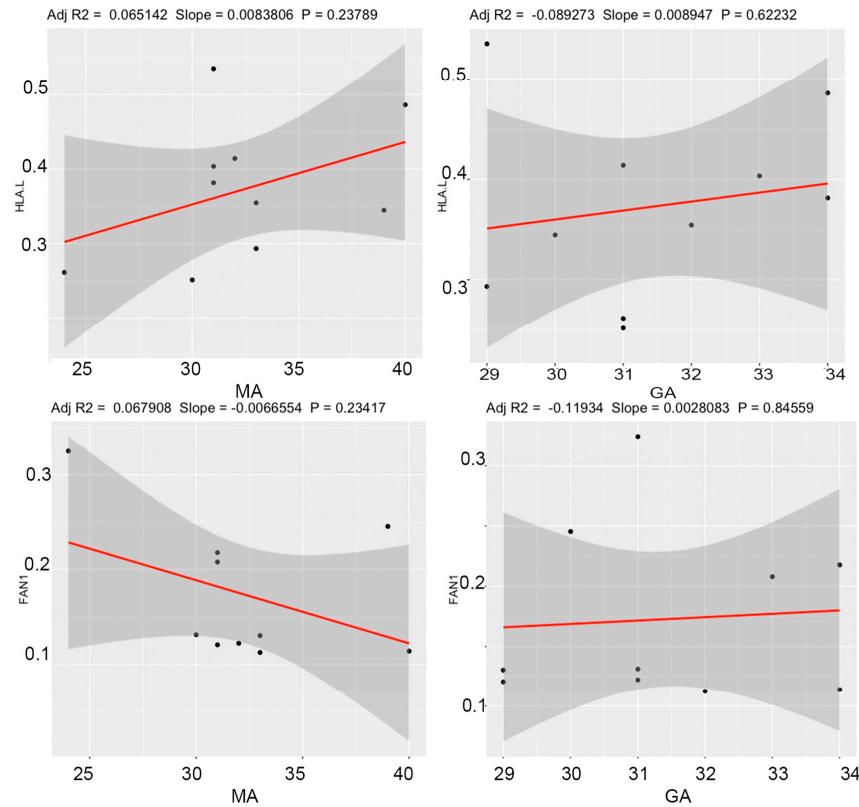 Adj R2 = 0.065142 Slope = 0.0083806 P = 0.23789
0.5
0.4
0.3
HLA.L
25 30 35 40
MA
Adj R2 = -0.089273 Slope = 0.008947 P = 0.62232
0.5
0.4
0.3
HLA.L
29 30 31 32 33 34
GA
Adj R2 = 0.067908 Slope = -0.0066554 P = 0.23417
0.3
0.2
0.1
FAN1
25 30 35 40
MA
Adj R2 = -0.11934 Slope = 0.0028083 P = 0.84559
0.3
0.2
0.1
FAN1
29 30 31 32 33 34
GA